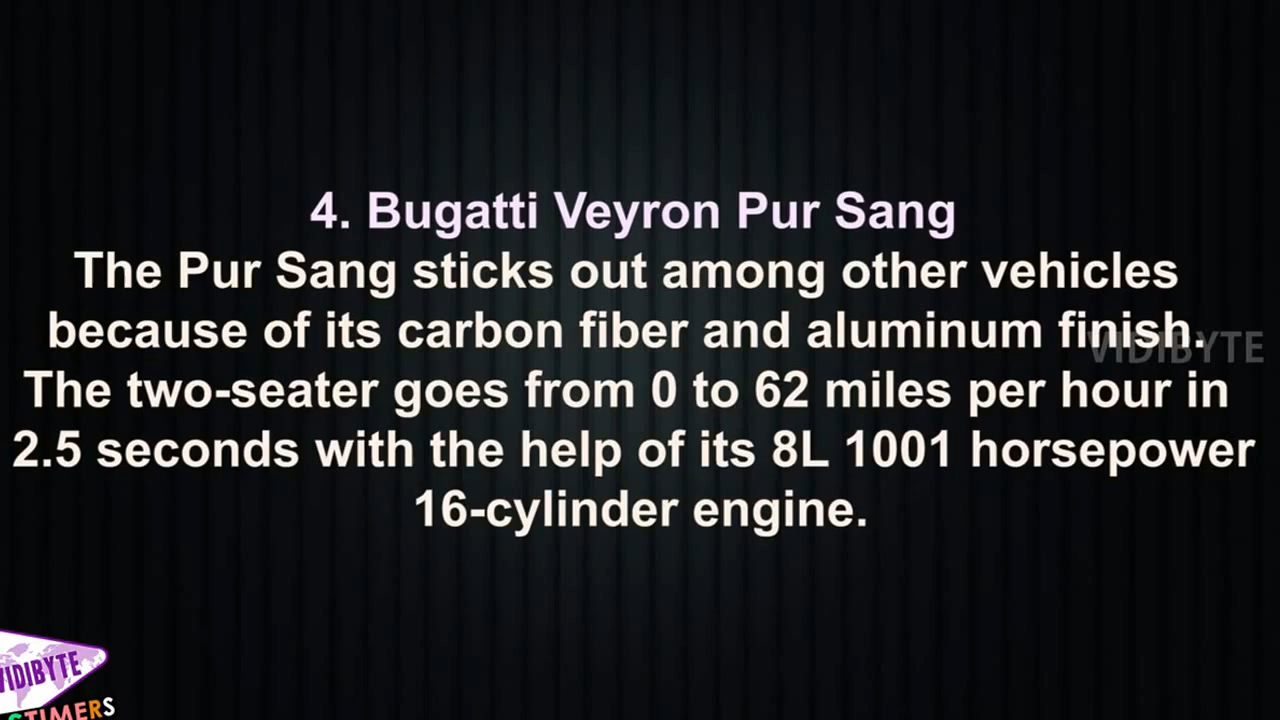 4. Bugatti Veyron Pur Sang
The Pur Sang sticks out among other vehicles
because of its carbon fiber and aluminum finish.
VIDIBYTE
The two-seater goes from 0 to 62 miles per hour in
2.5 seconds with the help of its 8L 1001 horsepower
16-cylinder engine.
VIDIBYTE